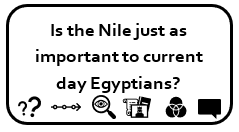 Is the Nile just as
important to current
day Egyptians?
??